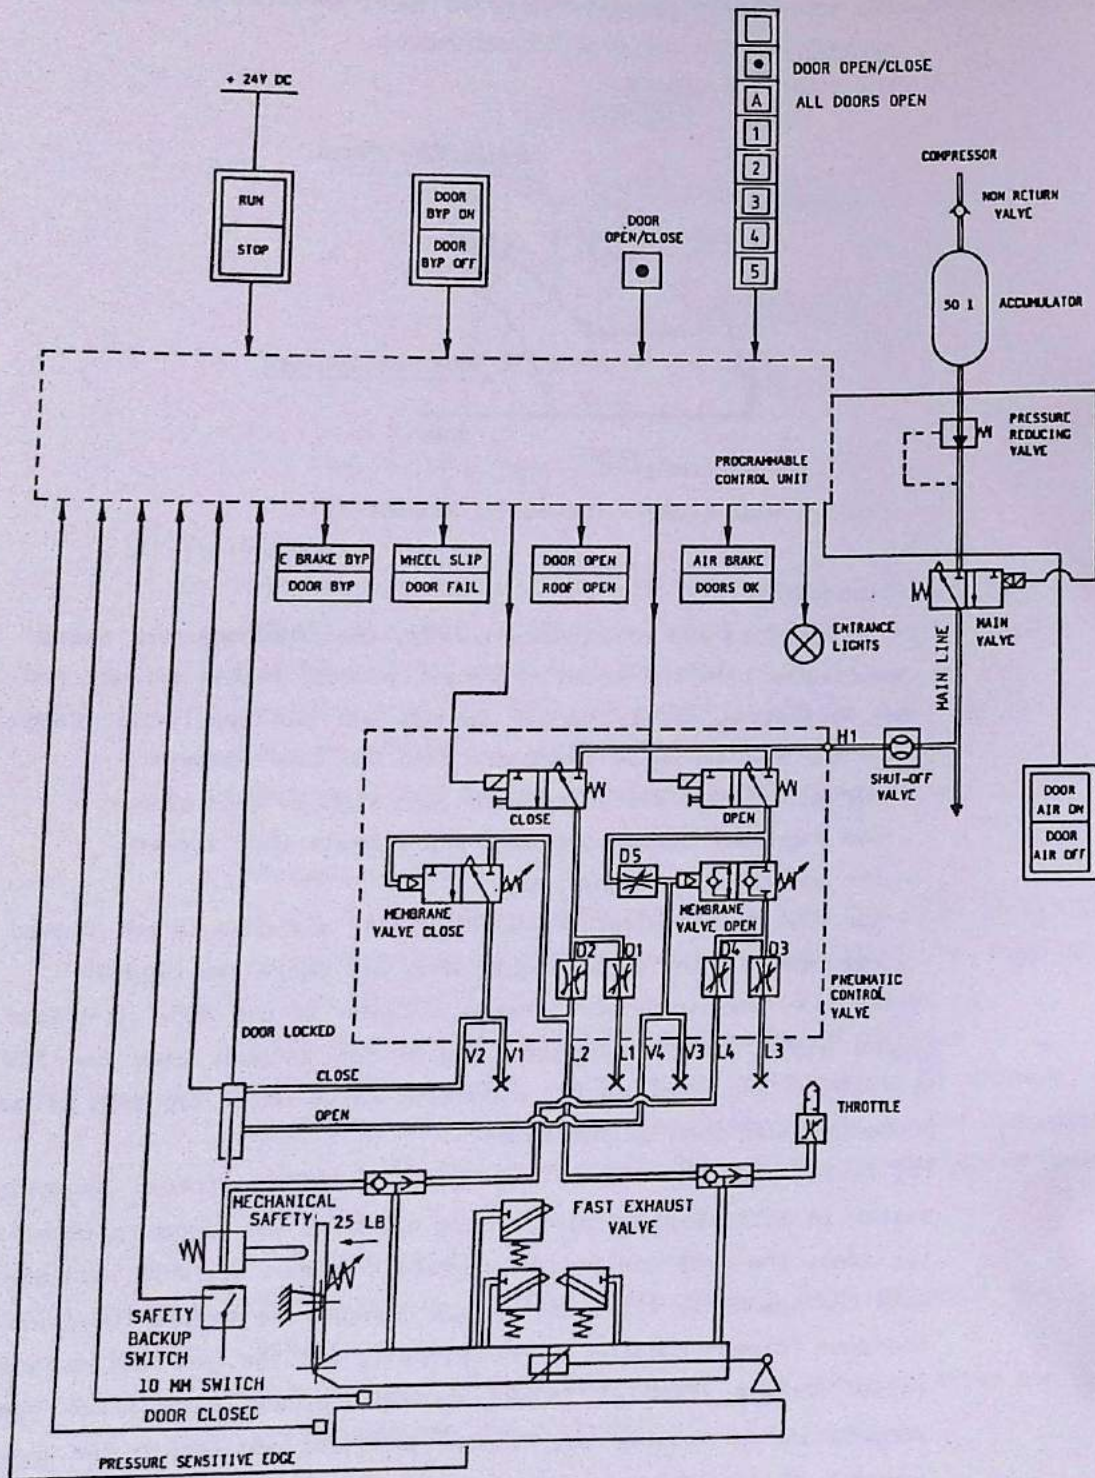 DOOR OPEN/CLOSE
+ 24V DC
A
ALL DOORS OPEN
1
COMPRESSOR
2
RUN
DOOR
BYP ON
NON RETURN
VALVE
3
DOOR
OPEN/CLOSE
STOP
DOOR
BYP OFF
4
5
50 l
ACCUMULATOR
PRESSURE
REDUCING
VALVE
PROGRAMMABLE
CONTROL UNIT
E BRAKE BYP
DOOR BYP
WHEEL SLIP
DOOR FAIL
DOOR OPEN
ROOF OPEN
AIR BRAKE
DOORS OK
ENTRANCE
LIGHTS
MAIN
VALVE
MAIN LINE
H1
SHUT-OFF
VALVE
DOOR
AIR ON
DOOR
AIR OFF
CLOSE
OPEN
D5
MEMBRANE
VALVE CLOSE
MEMBRANE
VALVE OPEN
D2
D1
D4
D3
PNEUMATIC
CONTROL
VALVE
DOOR LOCKED
V2
V1
L2
L1
V4
V3
L4
L3
CLOSE
OPEN
THROTTLE
MECHANICAL
SAFETY
25 LB
FAST EXHAUST
VALVE
SAFETY
BACKUP
SWITCH
10 MM SWITCH
DOOR CLOSED
PRESSURE SENSITIVE EDGE